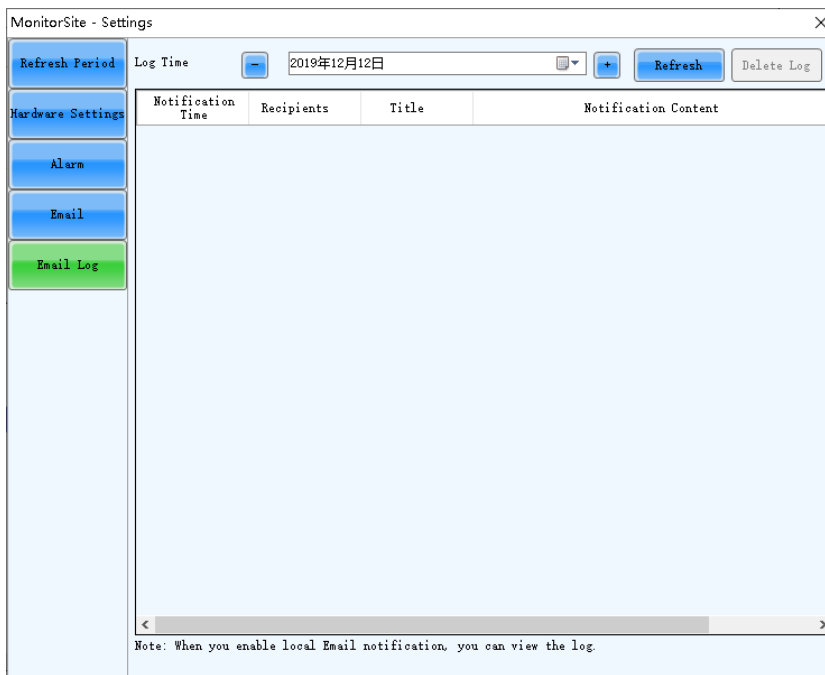 MonitorSite - Settings
Refresh Period
Log Time
2019年12月12日
Refresh
Delete Log
Hardware Settings
Notification
Time
Recipients
Title
Notification Content
Alarm
Email
Email Log
Note: When you enable local Email notification, you can view the log.